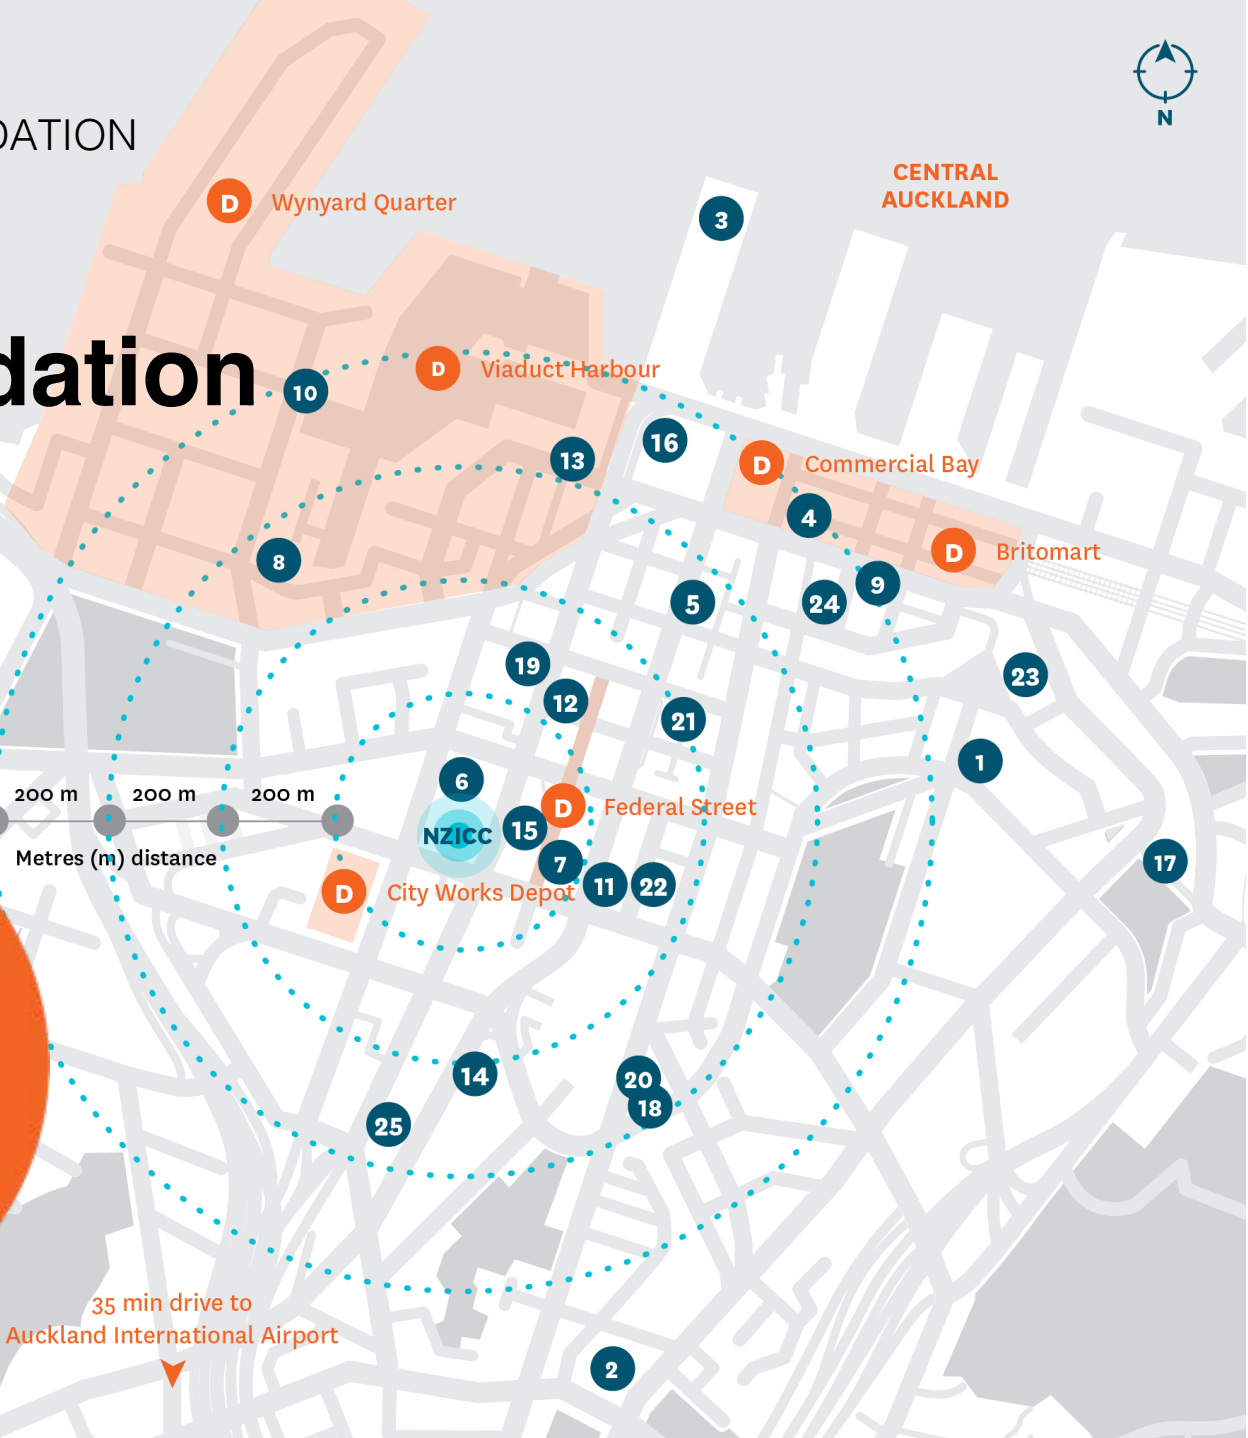 N
DATION
CENTRAL
AUCKLAND
D Wynyard Quarter
3
dation
D Viaduct Harbour
10
16
13
D Commercial Bay
4
D Britomart
8
9
5
24
19
23
12
21
1
6
200 m 200 m 200 m
D Federal Street
NZICC
15
Metres (m) distance
7
17
D City Works Depot
11
22
14
20
18
25
35 min drive to
Auckland International Airport
2